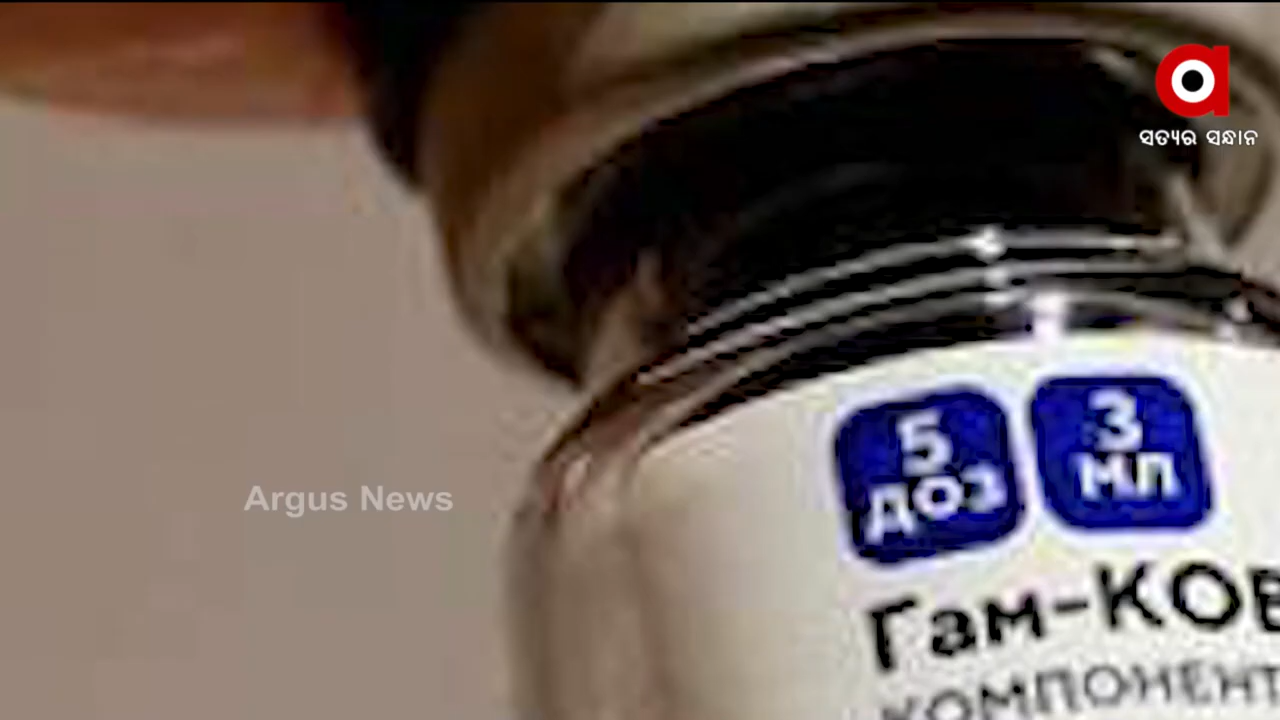 ସତ୍ୟର ସନ୍ଧାନ
5
ДОЗ
3
МЛ
Argus News
Гам-КОВ
КОМПОНЕНТ